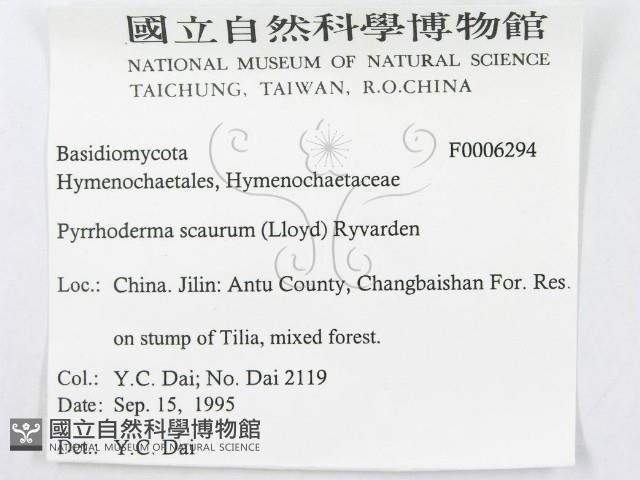 國立自然科學博物館
NATIONAL MUSEUM OF NATURAL SCIENCE
TAICHUNG, TAIWAN, R.O.CHINA
Basidiomycota F0006294
Hymenochaetales, Hymenochaetaceae
Pyrrhoderma scaurum (Lloyd) Ryvarden
Loc.: China. Jilin: Antu County, Changbaishan For. Res.
on stump of Tilia, mixed forest.
Col.: Y.C. Dai; No. Dai 2119
Date: Sep. 15, 1995
國立自然科學博物館
NATIONAL MUSEUM OF NATURAL SCIENCE
Det.: Y.C. Dai